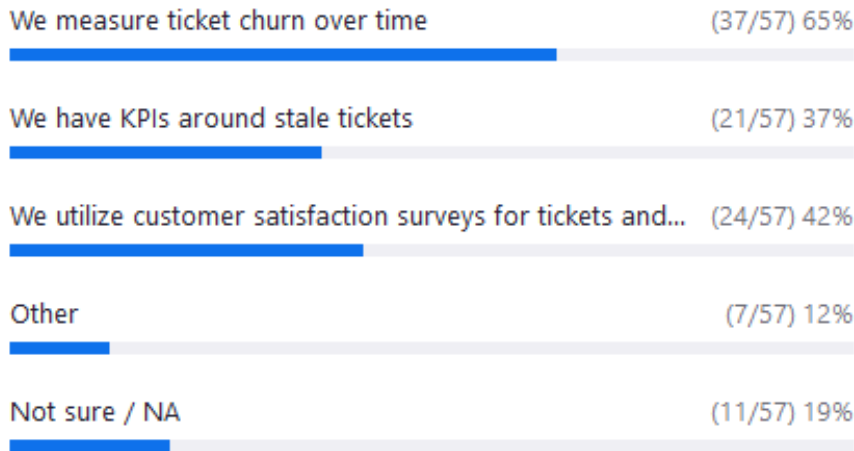 We measure ticket churn over time (37/57) 65%
We have KPIs around stale tickets (21/57) 37%
We utilize customer satisfaction surveys for tickets and... (24/57) 42%
Other (7/57) 12%
Not sure / NA (11/57) 19%